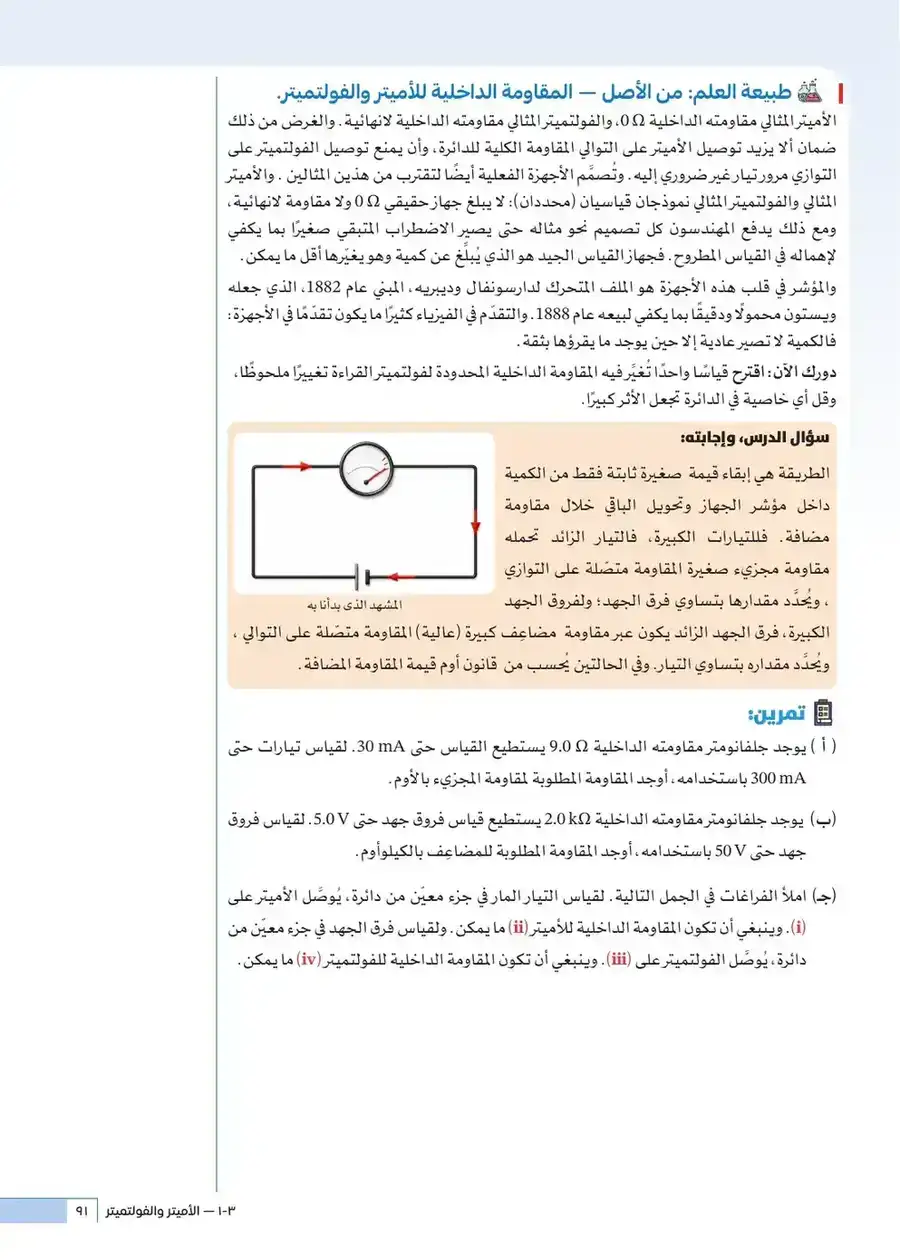 طبيعة العلم: من الأصل — المقاومة الداخلية للأميتر والفولتميتر.
الأميتر المثالي مقاومته الداخلية 0 Ω، والفولتميتر المثالي مقاومته الداخلية لانهائية. والغرض من ذلك
ضمان ألا يزيد توصيل الأميتر على التوالي المقاومة الكلية للدائرة، وأن يمنع توصيل الفولتميتر على
التوازي مرور تيار غير ضروري إليه. وتُصمَّم الأجهزة الفعلية أيضًا لتقترب من هذين المثالين. والأميتر
المثالي والفولتميتر المثالي نموذجان قياسيان (محددان): لا يبلغ جهاز حقيقي 0 Ω ولا مقاومة لانهائية،
ومع ذلك يدفع المهندسون كل تصميم نحو مثاله حتى يصير الاضطراب المتبقي صغيرًا بما يكفي
لإهماله في القياس المطروح. فجهاز القياس الجيد هو الذي يُبلِّغ عن كمية وهو يغيّرها أقل ما يمكن.
والمؤشر في قلب هذه الأجهزة هو الملف المتحرك لدارسونفال وديبريه، المبني عام 1882، الذي جعله
ويستون محمولًا ودقيقًا بما يكفي لبيعه عام 1888. والتقدّم في الفيزياء كثيرًا ما يكون تقدّمًا في الأجهزة:
فالكمية لا تصير عادية إلا حين يوجد ما يقرؤها بثقة.
دورك الآن: اقترح قياسًا واحدًا تُغيَّر فيه المقاومة الداخلية المحدودة لفولتميتر القراءة تغييرًا ملحوظًا،
وقل أي خاصية في الدائرة تجعل الأثر كبيرًا.
سؤال الدرس، وإجابته:
الطريقة هي إبقاء قيمة صغيرة ثابتة فقط من الكمية
داخل مؤشر الجهاز وتحويل الباقي خلال مقاومة
مضافة. فللتيارات الكبيرة، فالتيار الزائد تحمله
مقاومة مجزيء صغيرة المقاومة متصّلة على التوازي
، ويُحدَّد مقدارها بتساوي فرق الجهد؛ ولفروق الجهد
المشهد الذى بدأنا به
الكبيرة، فرق الجهد الزائد يكون عبر مقاومة مضاعِف كبيرة (عالية) المقاومة متصّلة على التوالي ،
ويُحدَّد مقداره بتساوي التيار. وفي الحالتين يُحسب من قانون أوم قيمة المقاومة المضافة.
تمرين:
(أ) يوجد جلفانومتر مقاومته الداخلية 9.0 Ω يستطيع القياس حتى 30 mA. لقياس تيارات حتى
300 mA باستخدامه، أوجد المقاومة المطلوبة لمقاومة المجزيء بالأوم.
(ب) يوجد جلفانومتر مقاومته الداخلية 2.0 kΩ يستطيع قياس فروق جهد حتى 5.0 V. لقياس فروق
جهد حتى 50 V باستخدامه، أوجد المقاومة المطلوبة للمضاعِف بالكيلوأوم.
(جـ) املأ الفراغات في الجمل التالية. لقياس التيار المار في جزء معيّن من دائرة، يُوصَّل الأميتر على
(i). وينبغي أن تكون المقاومة الداخلية للأميتر (ii) ما يمكن. ولقياس فرق الجهد في جزء معيّن من
دائرة، يُوصَّل الفولتميتر على (iii). وينبغي أن تكون المقاومة الداخلية للفولتميتر (iv) ما يمكن.
٣-١ — الأميتر والفولتميتر ٩١